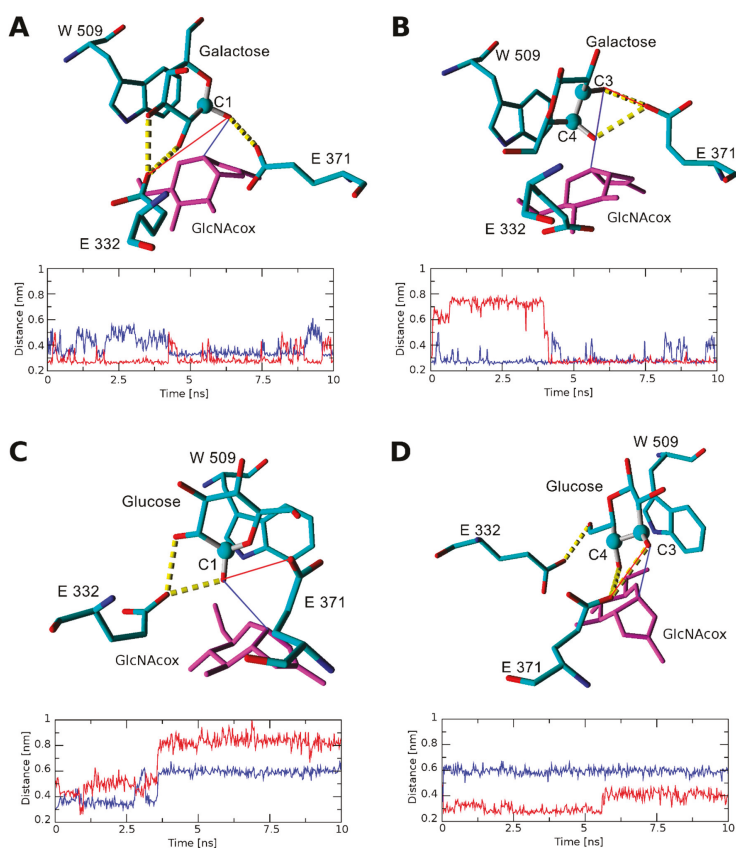 A
W 509
Galactose
C1
E 371
GlcNAcox
E 332
Distance [nm]
1
0.8
0.6
0.4
0.2
0 2.5 5 7.5 10
Time [ns]
B
Galactose
W 509
C3
C4
E 371
E 332
GlcNAcox
Distance [nm]
1
0.8
0.6
0.4
0.2
0 2.5 5 7.5 10
Time [ns]
C
W 509
Glucose
C1
E 332
E 371
GlcNAcox
Distance [nm]
1
0.8
0.6
0.4
0.2
0 2.5 5 7.5 10
Time [ns]
D
W 509
Glucose
E 332
C4
C3
GlcNAcox
E 371
Distance [nm]
1
0.8
0.6
0.4
0.2
0 2.5 5 7.5 10
Time [ns]